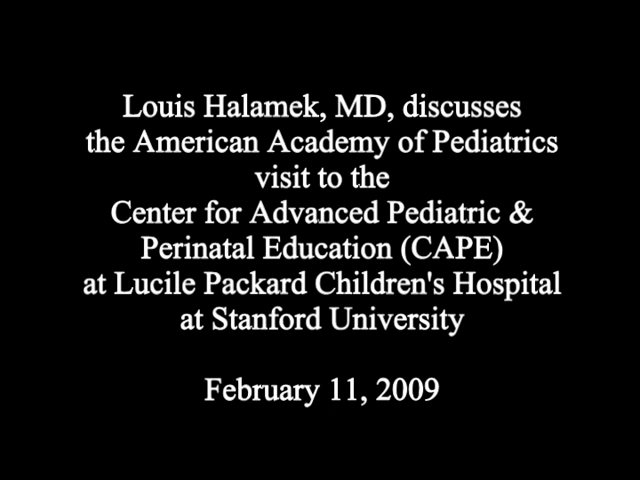 Louis Halamek, MD, discusses
the American Academy of Pediatrics
visit to the
Center for Advanced Pediatric &
Perinatal Education (CAPE)
at Lucile Packard Children's Hospital
at Stanford University
February 11, 2009